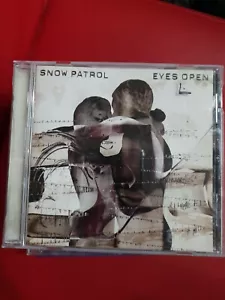 SNOW PATROL
EYES OPEN